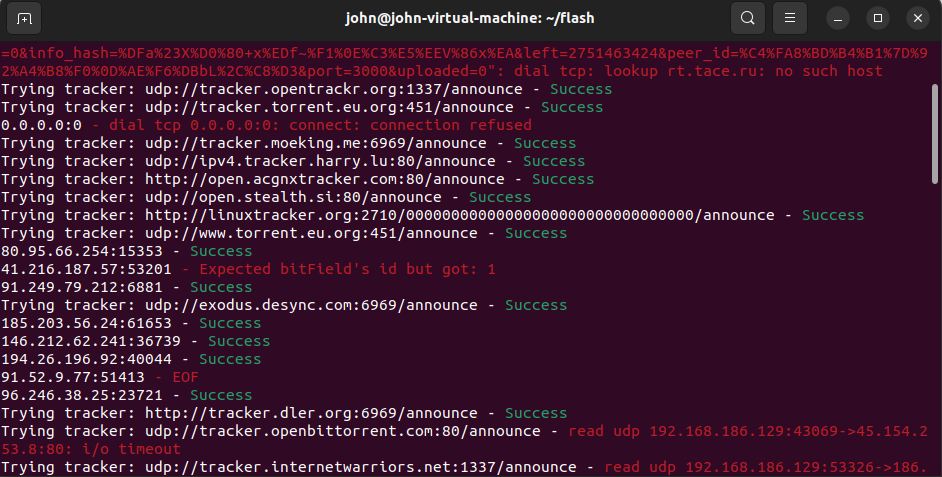 john@john-virtual-machine: ~/flash
=0&info_hash=%DFa%23X%D0%80+x%EDf~%F1%0E%C3%E5%EEV%86x%EA&left=2751463424&peer_id=%C4%FA8%BD%B4%B1%7D%9
2%A4%B8%F0%0D%AE%F6%DBbL%2C%C8%D3&port=3000&uploaded=0": dial tcp: lookup rt.tace.ru: no such host
Trying tracker: udp://tracker.opentrackr.org:1337/announce - Success
Trying tracker: udp://tracker.torrent.eu.org:451/announce - Success
0.0.0.0:0 - dial tcp 0.0.0.0:0: connect: connection refused
Trying tracker: udp://tracker.moeking.me:6969/announce - Success
Trying tracker: udp://ipv4.tracker.harry.lu:80/announce - Success
Trying tracker: http://open.acgnxtracker.com:80/announce - Success
Trying tracker: udp://open.stealth.si:80/announce - Success
Trying tracker: http://linuxtracker.org:2710/00000000000000000000000000000000/announce - Success
Trying tracker: udp://www.torrent.eu.org:451/announce - Success
80.95.66.254:15353 - Success
41.216.187.57:53201 - Expected bitField's id but got: 1
91.249.79.212:6881 - Success
Trying tracker: udp://exodus.desync.com:6969/announce - Success
185.203.56.24:61653 - Success
146.212.62.241:36739 - Success
194.26.196.92:40044 - Success
91.52.9.77:51413 - EOF
96.246.38.25:23721 - Success
Trying tracker: http://tracker.dler.org:6969/announce - Success
Trying tracker: udp://tracker.openbittorrent.com:80/announce - read udp 192.168.186.129:43069->45.154.2
53.8:80: i/o timeout
Trying tracker: udp://tracker.internetwarriors.net:1337/announce - read udp 192.168.186.129:53326->186.